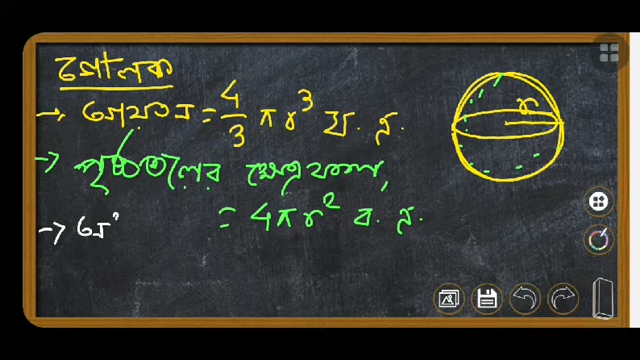 গোলক
→ আয়তন = 4/3 πr³ ঘ. এ.
r
→ পৃষ্ঠতলের ক্ষেত্রফল,
= 4πr² ব. এ.
→